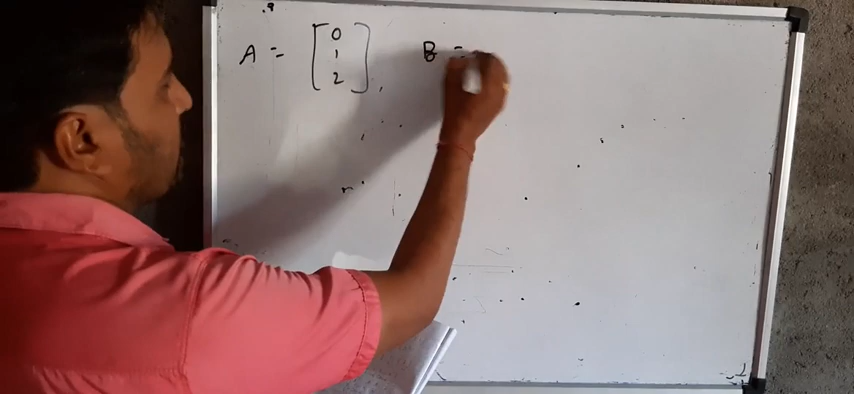 A = [0 1 2], B =